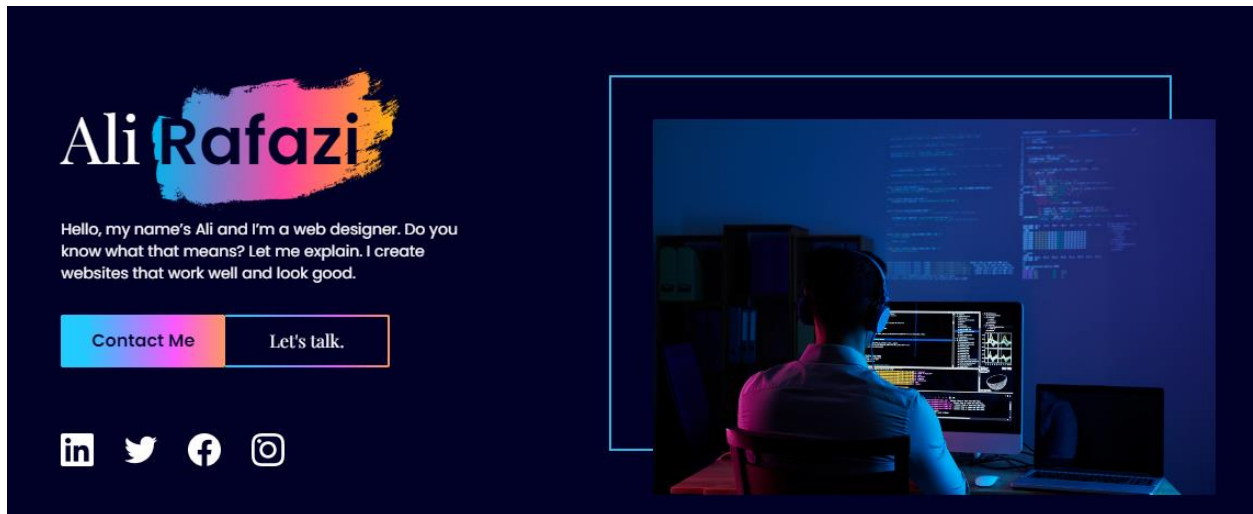 Ali Rafazi
Hello, my name's Ali and I'm a web designer. Do you
know what that means? Let me explain. I create
websites that work well and look good.
Contact Me Let's talk.
in